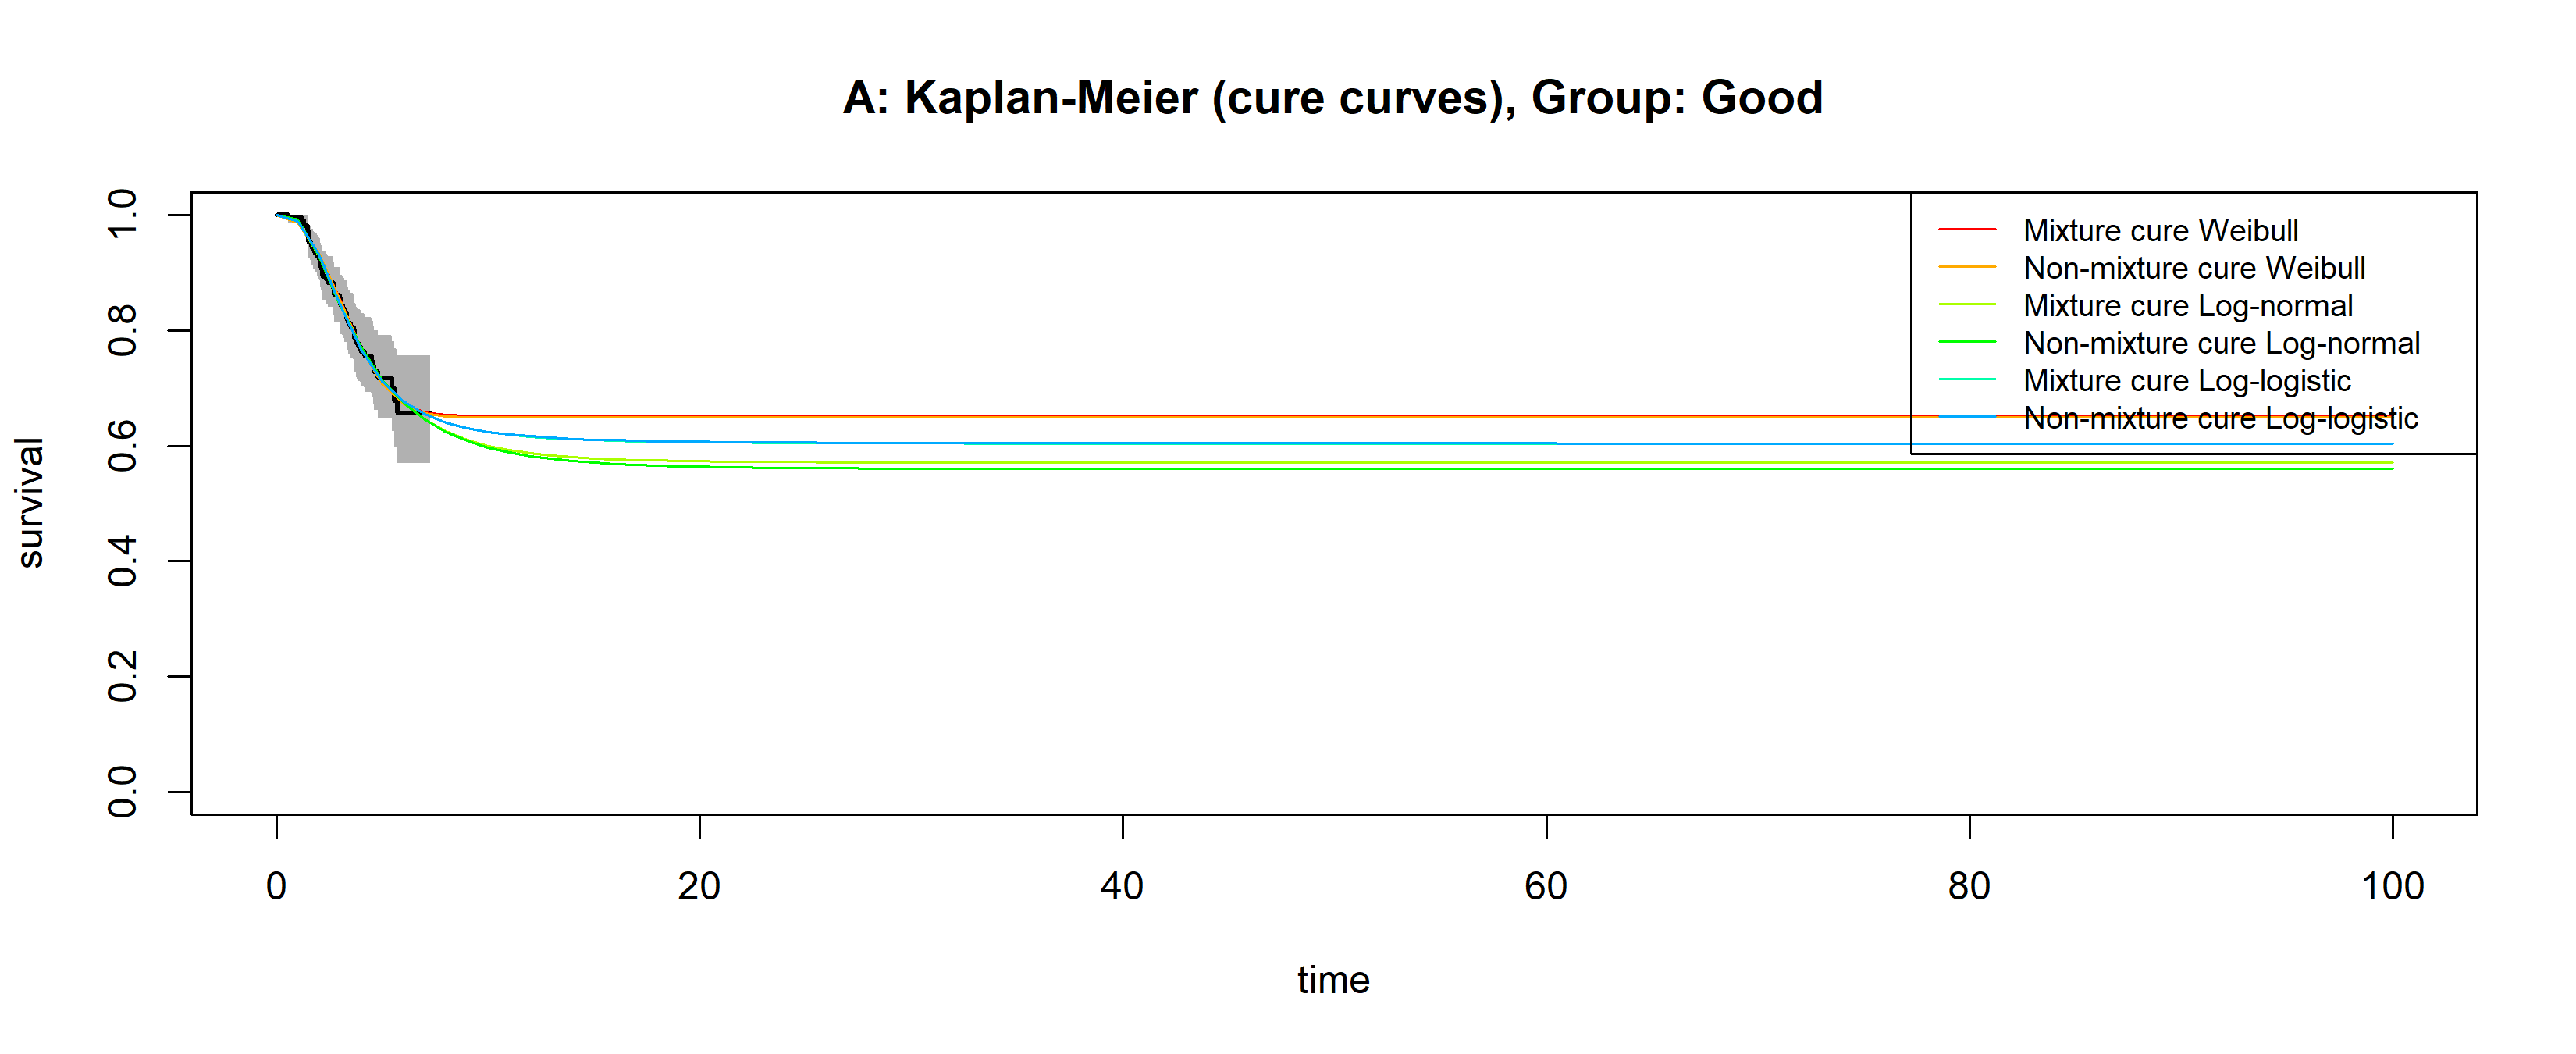 A: Kaplan-Meier (cure curves), Group: Good
survival
1.0
0.8
0.6
0.4
0.2
0.0
Mixture cure Weibull
Non-mixture cure Weibull
Mixture cure Log-normal
Non-mixture cure Log-normal
Mixture cure Log-logistic
Non-mixture cure Log-logistic
0 20 40 60 80 100
time